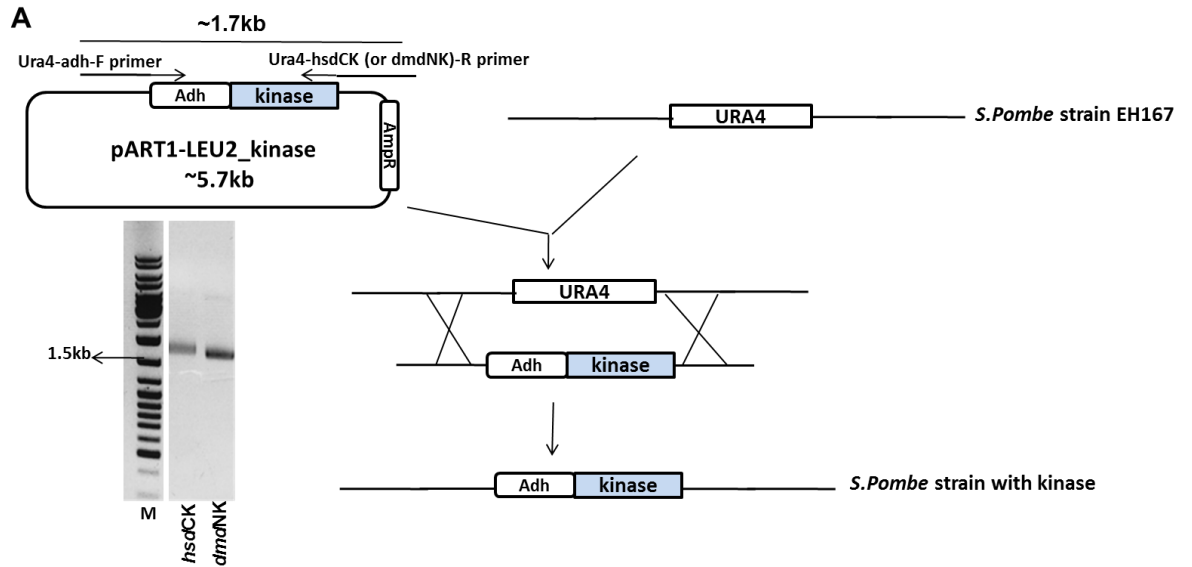 A
~1.7kb
Ura4-adh-F primer
Ura4-hsdCK (or dmdNK)-R primer
Adh
kinase
AmpR
pART1-LEU2_kinase
~5.7kb
URA4
S.Pombe strain EH167
URA4
1.5kb
Adh
kinase
Adh
kinase
S.Pombe strain with kinase
M
hsdCK
dmdNK